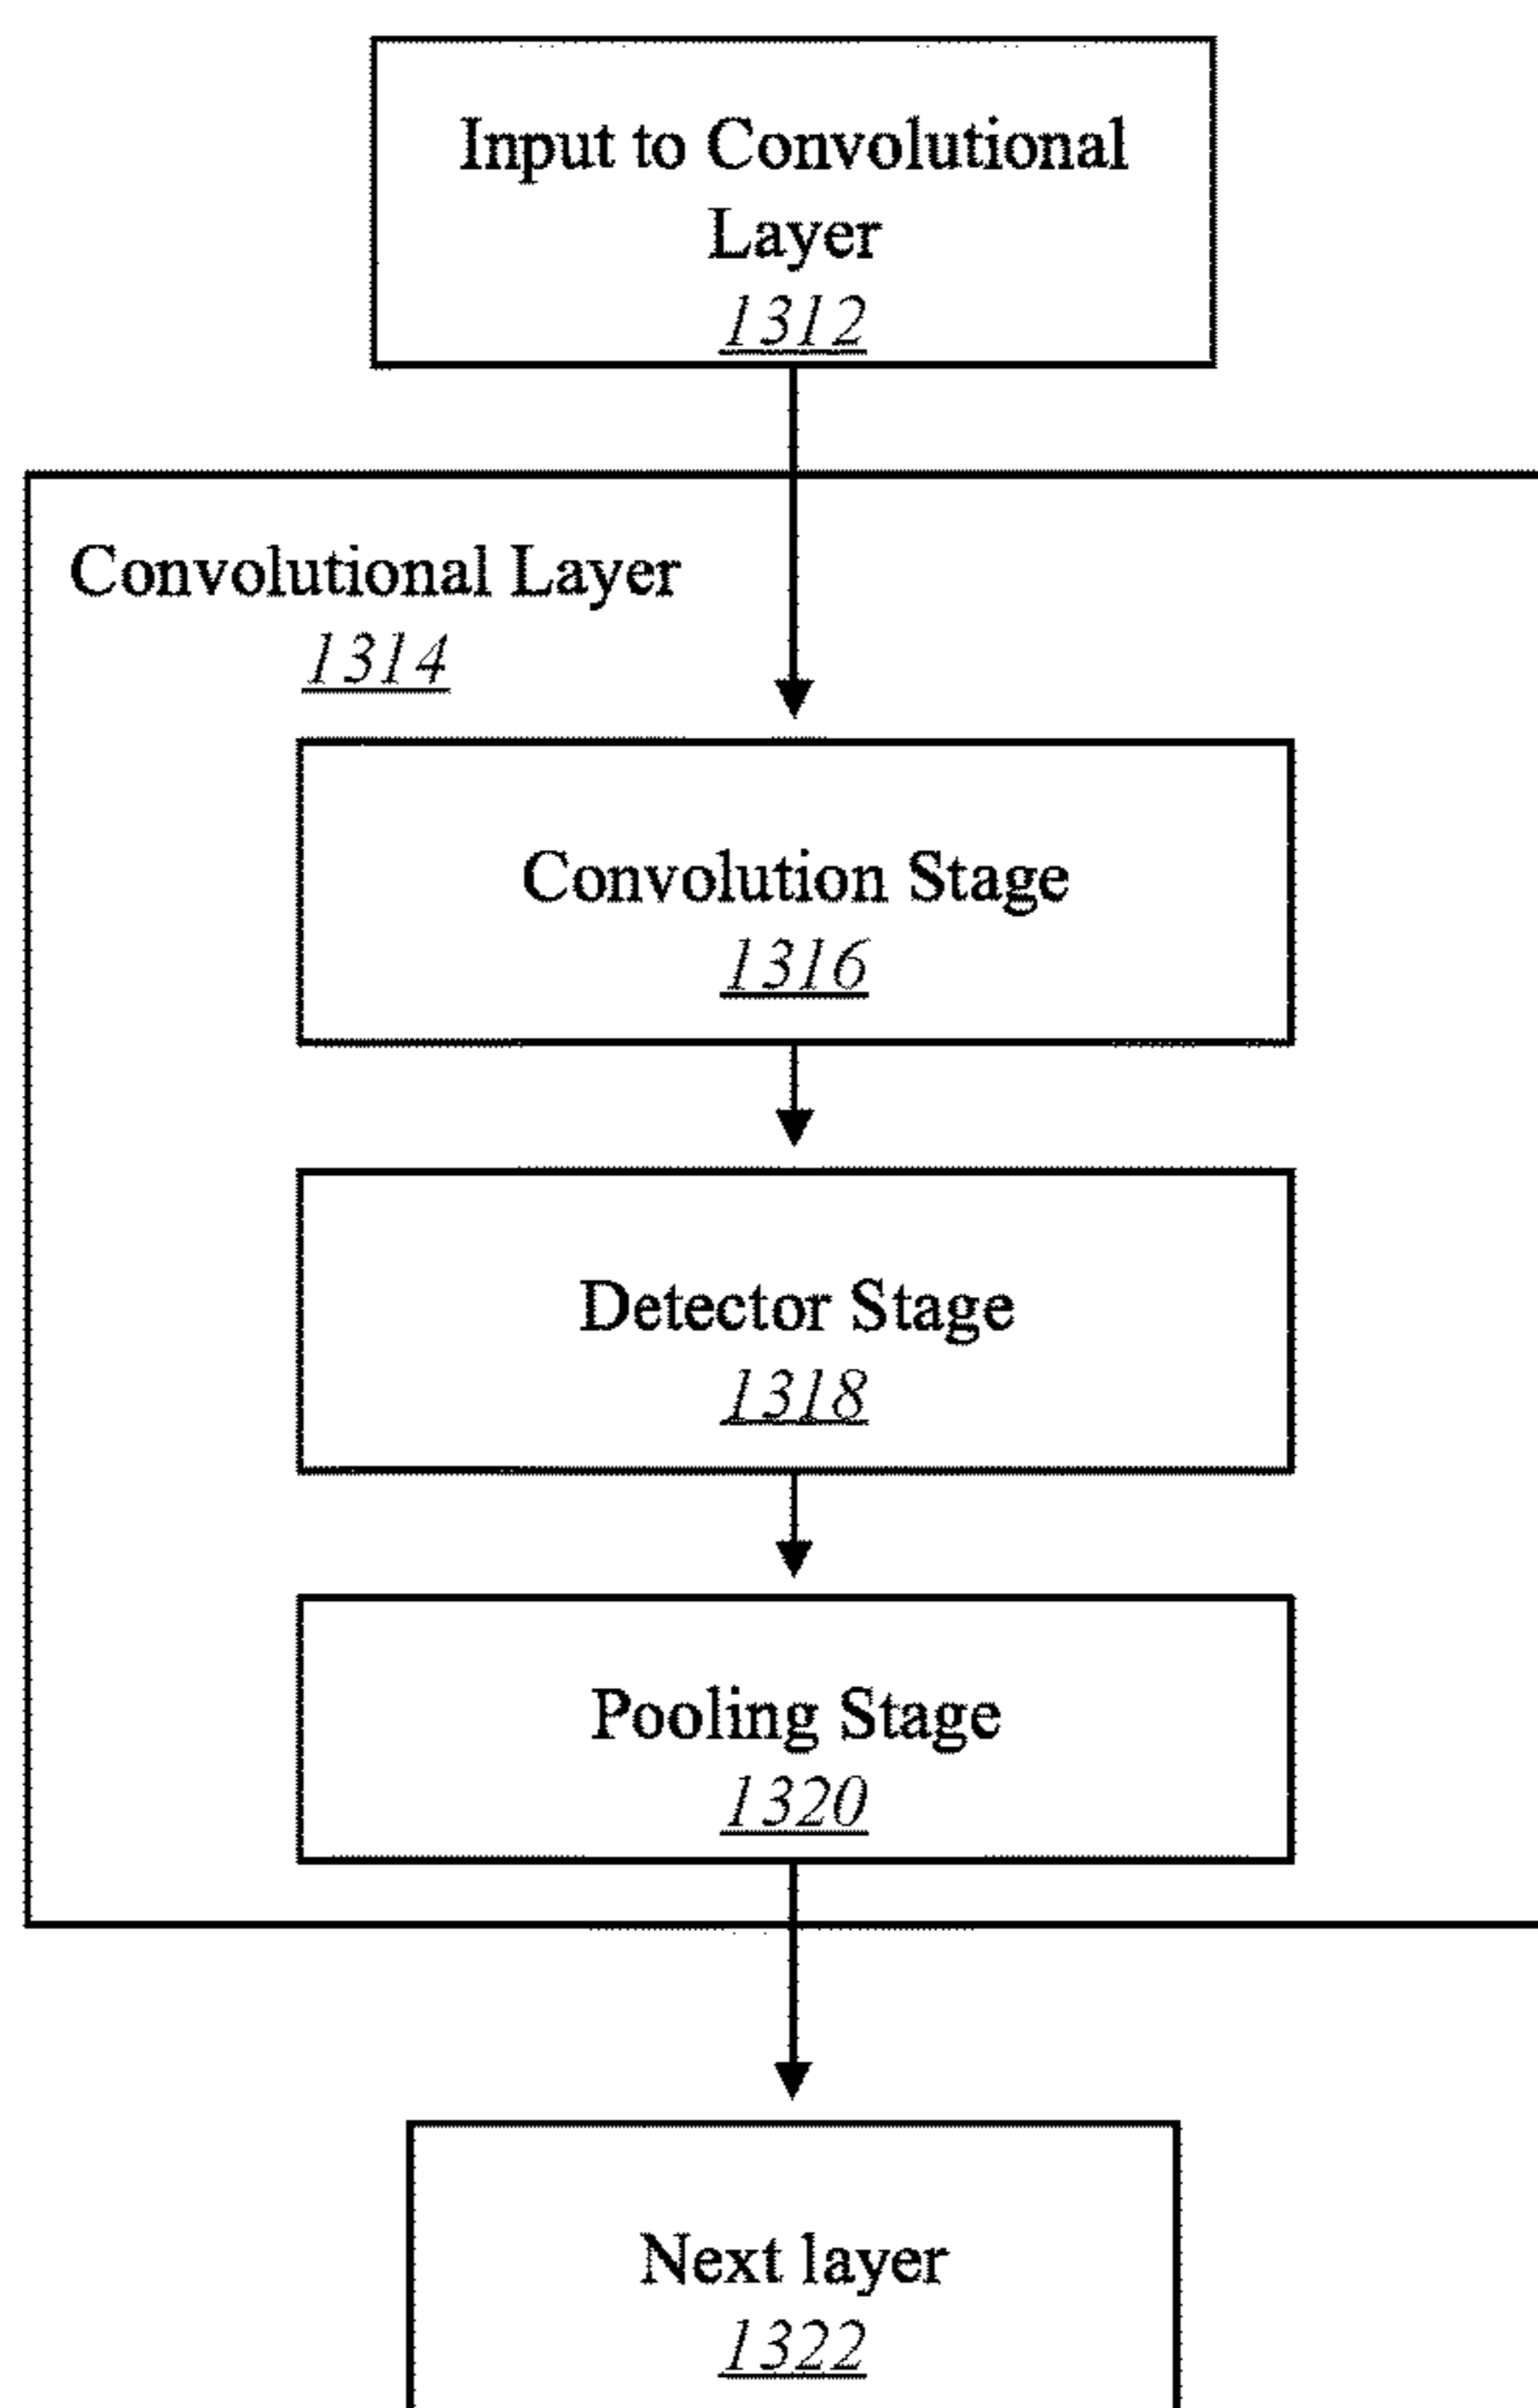 Input to Convolutional
Layer
1312
Convolutional Layer
1314
Convolution Stage
1316
Detector Stage
1318
Pooling Stage
1320
Next layer
1322